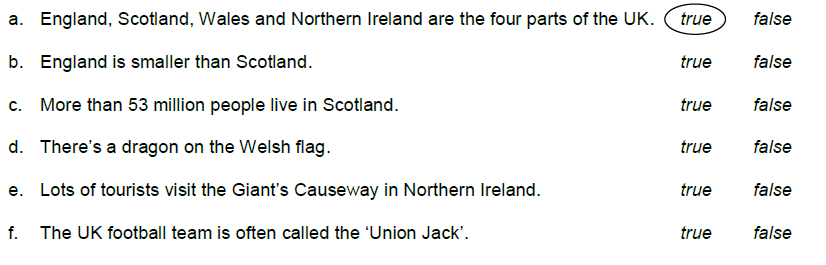 a. England, Scotland, Wales and Northern Ireland are the four parts of the UK. true false
b. England is smaller than Scotland. true false
c. More than 53 million people live in Scotland. true false
d. There’s a dragon on the Welsh flag. true false
e. Lots of tourists visit the Giant’s Causeway in Northern Ireland. true false
f. The UK football team is often called the ‘Union Jack’. true false